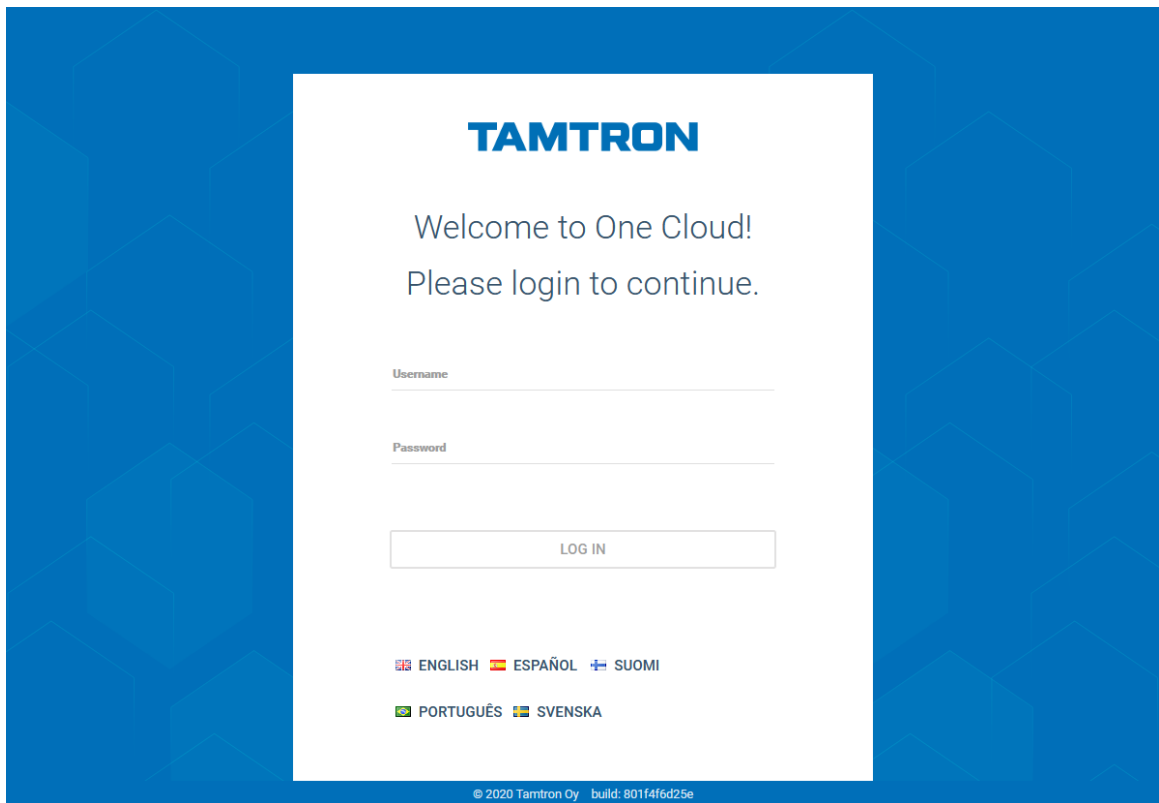 TAMTRON
Welcome to One Cloud!
Please login to continue.
Username
Password
LOG IN
ENGLISH ESPAÑOL SUOMI
PORTUGUÊS SVENSKA
© 2020 Tamtron Oy build: 801f4f6d25e